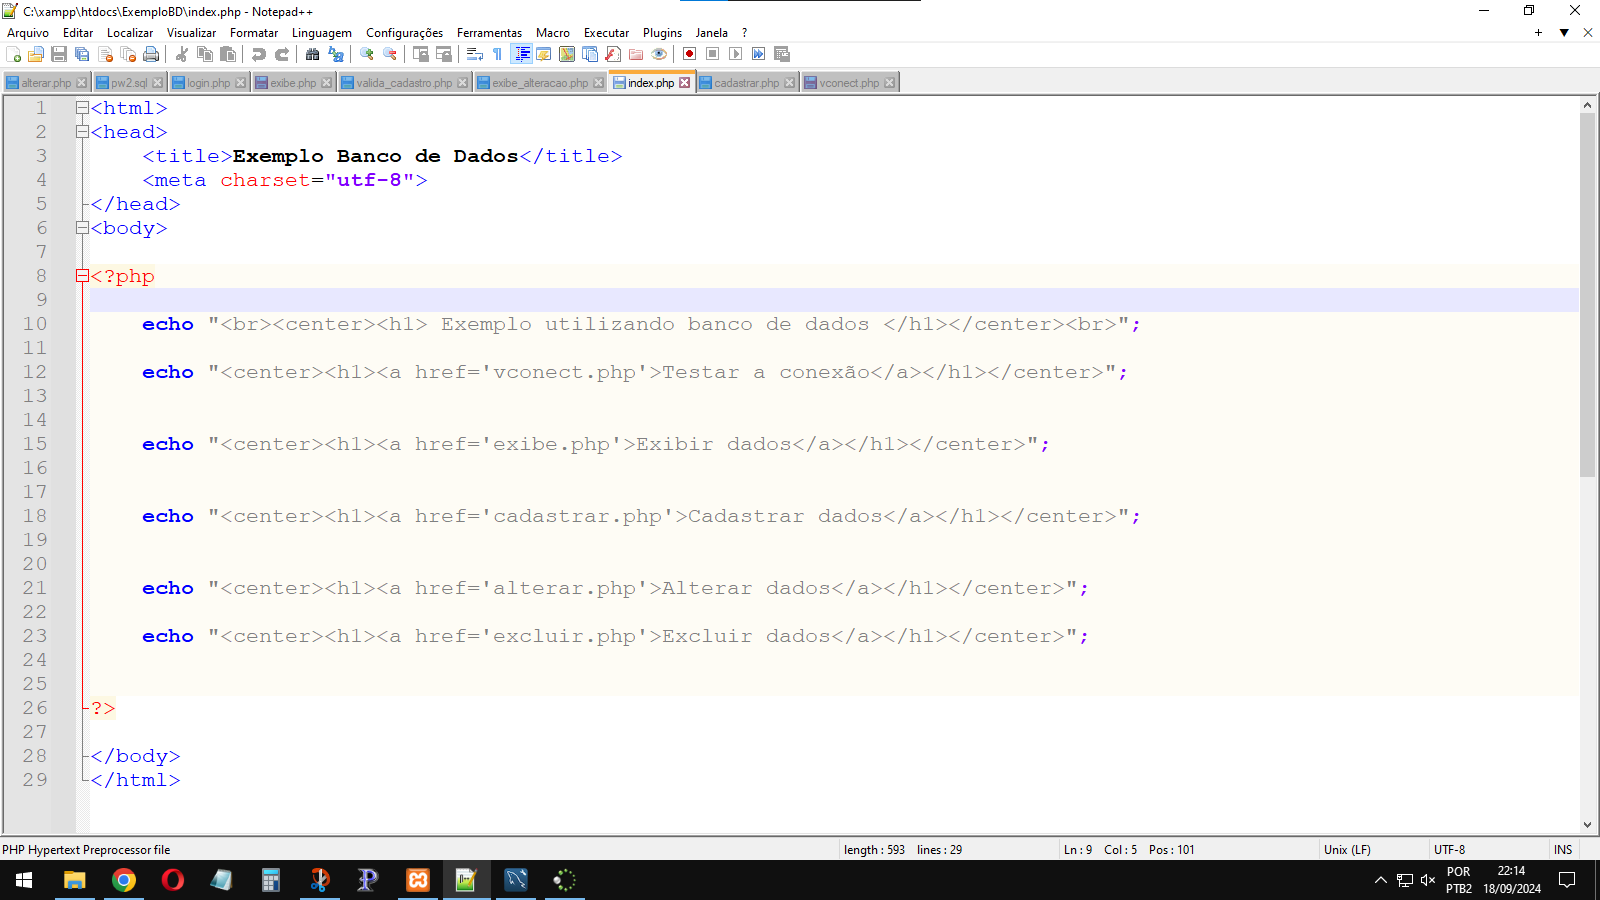 C:\xampp\htdocs\ExemploBD\index.php - Notepad++
Arquivo Editar Localizar Visualizar Formatar Linguagem Configurações Ferramentas Macro Executar Plugins Janela ?
alterar.php pw2.sql login.php exibe.php valida_cadastro.php exibe_alteracao.php index.php cadastrar.php vconect.php
1 <html>
2 <head>
3 <title>Exemplo Banco de Dados</title>
4 <meta charset="utf-8">
5 </head>
6 <body>
7
8 <?php
9
10 echo "<br><center><h1> Exemplo utilizando banco de dados </h1></center><br>";
11
12 echo "<center><h1><a href='vconect.php'>Testar a conexão</a></h1></center>";
13
14
15 echo "<center><h1><a href='exibe.php'>Exibir dados</a></h1></center>";
16
17
18 echo "<center><h1><a href='cadastrar.php'>Cadastrar dados</a></h1></center>";
19
20
21 echo "<center><h1><a href='alterar.php'>Alterar dados</a></h1></center>";
22
23 echo "<center><h1><a href='excluir.php'>Excluir dados</a></h1></center>";
24
25
26 ?>
27
28 </body>
29 </html>
PHP Hypertext Preprocessor file length : 593 lines : 29 Ln : 9 Col : 5 Pos : 101 Unix (LF) UTF-8 INS
POR 22:14
PTB2 18/09/2024